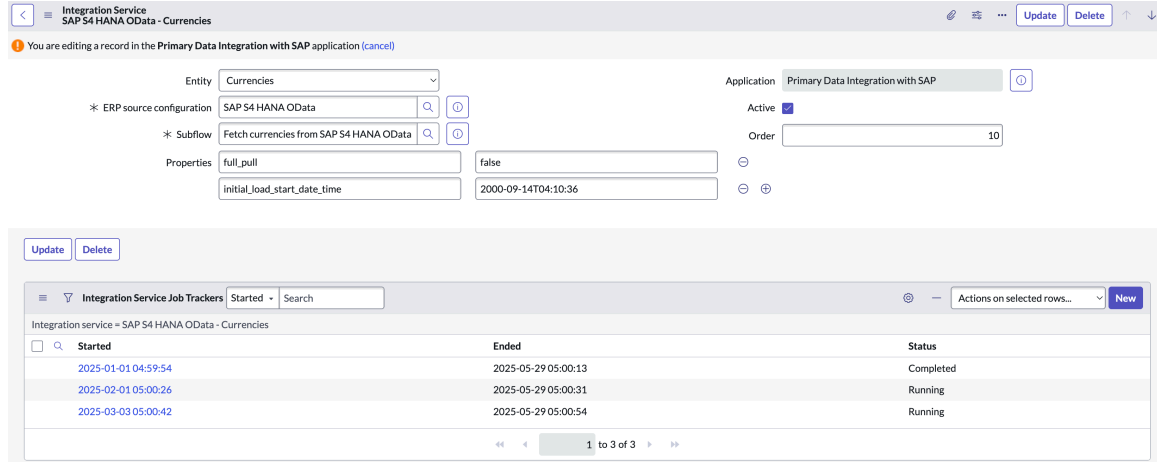 Integration Service
SAP S4 HANA OData - Currencies
Update
Delete
You are editing a record in the Primary Data Integration with SAP application (cancel)
Entity Currencies
Application Primary Data Integration with SAP
ERP source configuration SAP S4 HANA OData
Active
Subflow Fetch currencies from SAP S4 HANA OData
Order 10
Properties full_pull false
initial_load_start_date_time 2000-09-14T04:10:36
Update Delete
Integration Service Job Trackers Started Search Actions on selected rows... New
Integration service = SAP S4 HANA OData - Currencies
Started Ended Status
2025-01-01 04:59:54 2025-05-29 05:00:13 Completed
2025-02-01 05:00:26 2025-05-29 05:00:31 Running
2025-03-03 05:00:42 2025-05-29 05:00:54 Running
1 to 3 of 3